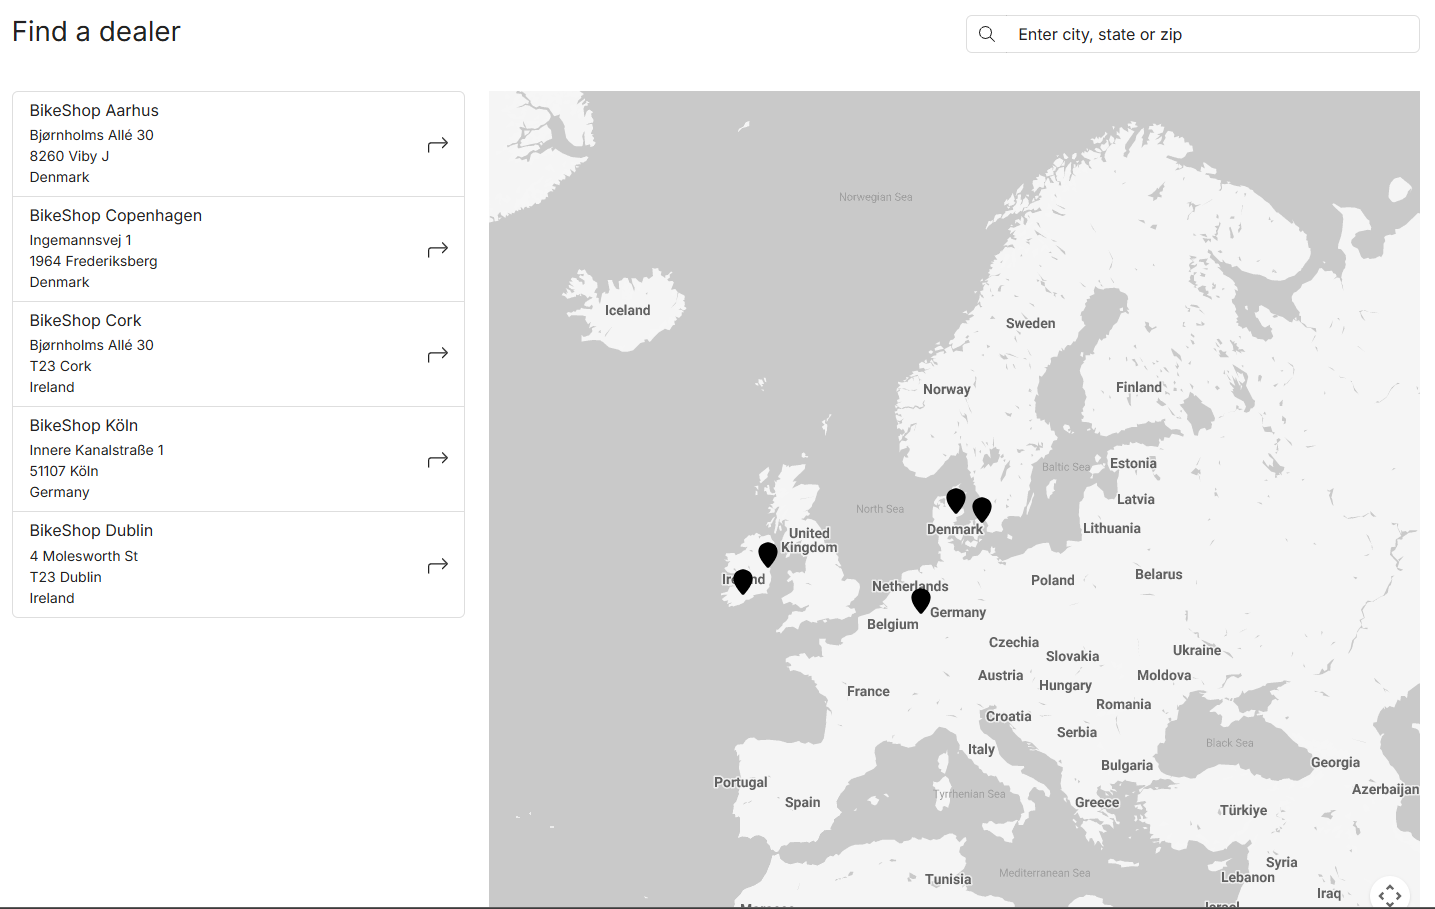 Find a dealer
Enter city, state or zip
BikeShop Aarhus
Bjørnholms Allé 30
8260 Viby J
Denmark
BikeShop Copenhagen
Ingemannsvej 1
1964 Frederiksberg
Denmark
BikeShop Cork
Bjørnholms Allé 30
T23 Cork
Ireland
BikeShop Köln
Innere Kanalstraße 1
51107 Köln
Germany
BikeShop Dublin
4 Molesworth St
T23 Dublin
Ireland
Norwegian Sea
Iceland
Sweden
Norway
Finland
Baltic Sea
Estonia
Latvia
North Sea
Denmark
Lithuania
United
Kingdom
Netherlands
Poland
Belarus
Germany
Belgium
Czechia
Slovakia
Ukraine
Austria
Hungary
Moldova
France
Romania
Croatia
Serbia
Italy
Black Sea
Bulgaria
Georgia
Portugal
Azerbaijan
Tyrrhenian Sea
Spain
Greece
Türkiye
Syria
Mediterranean Sea
Tunisia
Lebanon
Iraq